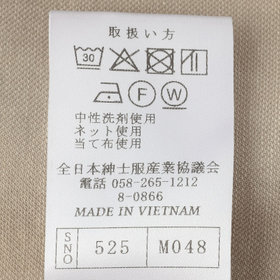 取扱い方
30
F W
中性洗剤使用
ネット使用
当て布使用
全日本紳士服産業協議会
電話 058-265-1212
8-0866
MADE IN VIETNAM
SNO 525 M048